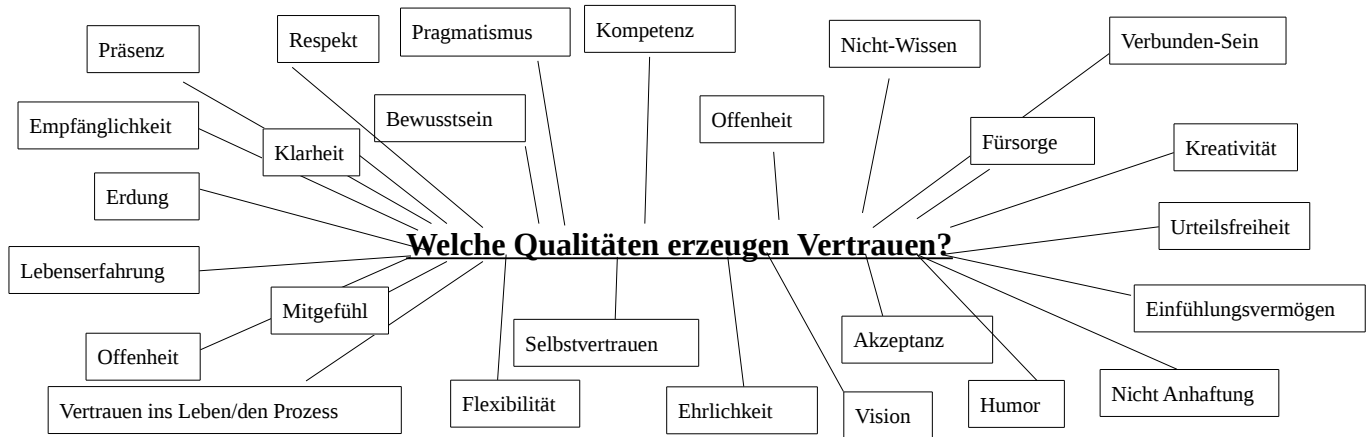 Präsenz
Respekt
Pragmatismus
Kompetenz
Nicht-Wissen
Verbunden-Sein
Empfänglichkeit
Klarheit
Bewusstsein
Offenheit
Fürsorge
Kreativität
Erdung
Urteilsfreiheit
Welche Qualitäten erzeugen Vertrauen?
Lebenserfahrung
Mitgefühl
Einfühlungsvermögen
Offenheit
Selbstvertrauen
Akzeptanz
Vertrauen ins Leben/den Prozess
Flexibilität
Ehrlichkeit
Vision
Humor
Nicht Anhaftung